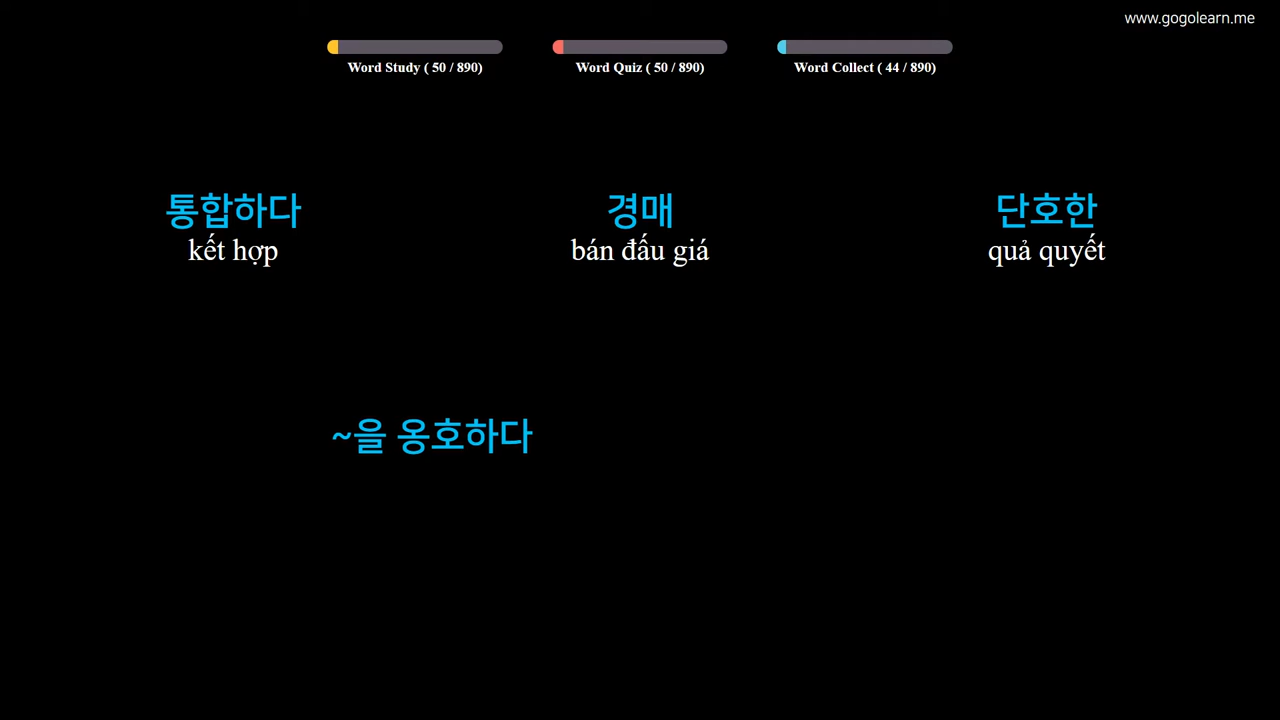 www.gogolearn.me
Word Study ( 50 / 890)
Word Quiz ( 50 / 890)
Word Collect ( 44 / 890)
통합하다
kết hợp
경매
bán đấu giá
단호한
quả quyết
~을 옹호하다